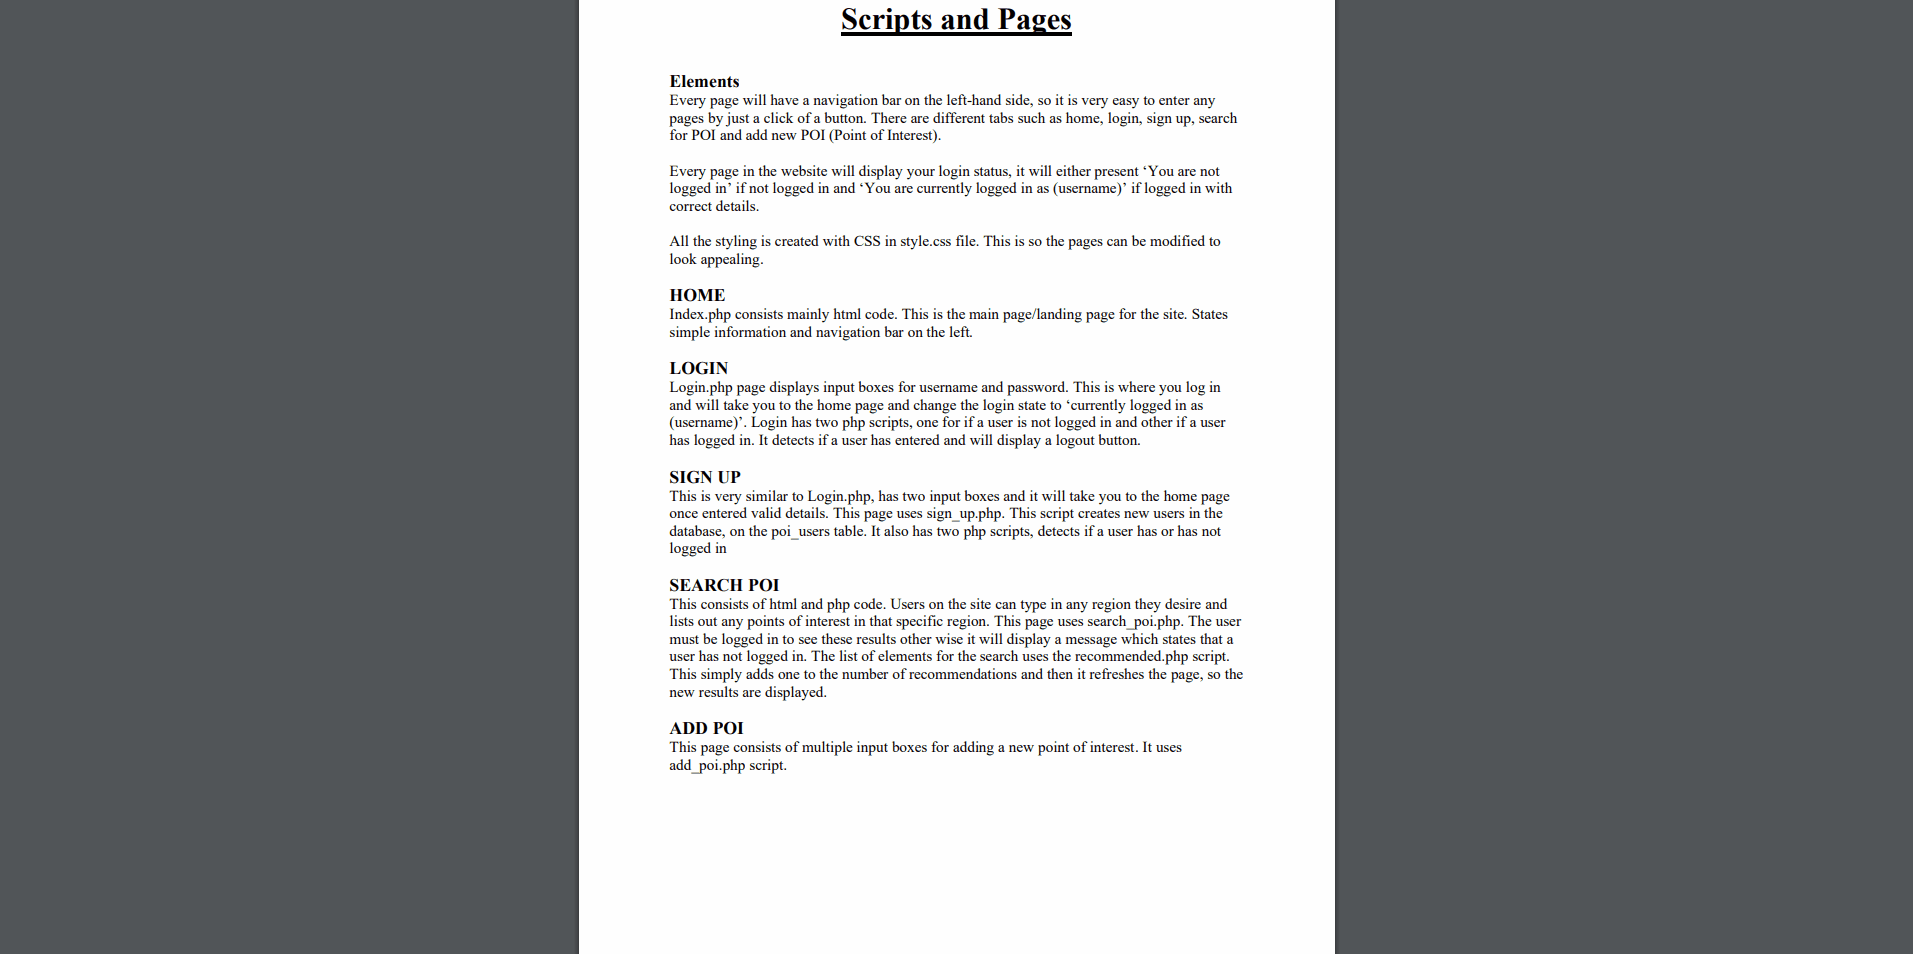 Scripts and Pages
Elements
Every page will have a navigation bar on the left-hand side, so it is very easy to enter any
pages by just a click of a button. There are different tabs such as home, login, sign up, search
for POI and add new POI (Point of Interest).
Every page in the website will display your login status, it will either present ‘You are not
logged in’ if not logged in and ‘You are currently logged in as (username)’ if logged in with
correct details.
All the styling is created with CSS in style.css file. This is so the pages can be modified to
look appealing.
HOME
Index.php consists mainly html code. This is the main page/landing page for the site. States
simple information and navigation bar on the left.
LOGIN
Login.php page displays input boxes for username and password. This is where you log in
and will take you to the home page and change the login state to ‘currently logged in as
(username)’. Login has two php scripts, one for if a user is not logged in and other if a user
has logged in. It detects if a user has entered and will display a logout button.
SIGN UP
This is very similar to Login.php, has two input boxes and it will take you to the home page
once entered valid details. This page uses sign_up.php. This script creates new users in the
database, on the poi_users table. It also has two php scripts, detects if a user has or has not
logged in
SEARCH POI
This consists of html and php code. Users on the site can type in any region they desire and
lists out any points of interest in that specific region. This page uses search_poi.php. The user
must be logged in to see these results other wise it will display a message which states that a
user has not logged in. The list of elements for the search uses the recommended.php script.
This simply adds one to the number of recommendations and then it refreshes the page, so the
new results are displayed.
ADD POI
This page consists of multiple input boxes for adding a new point of interest. It uses
add_poi.php script.